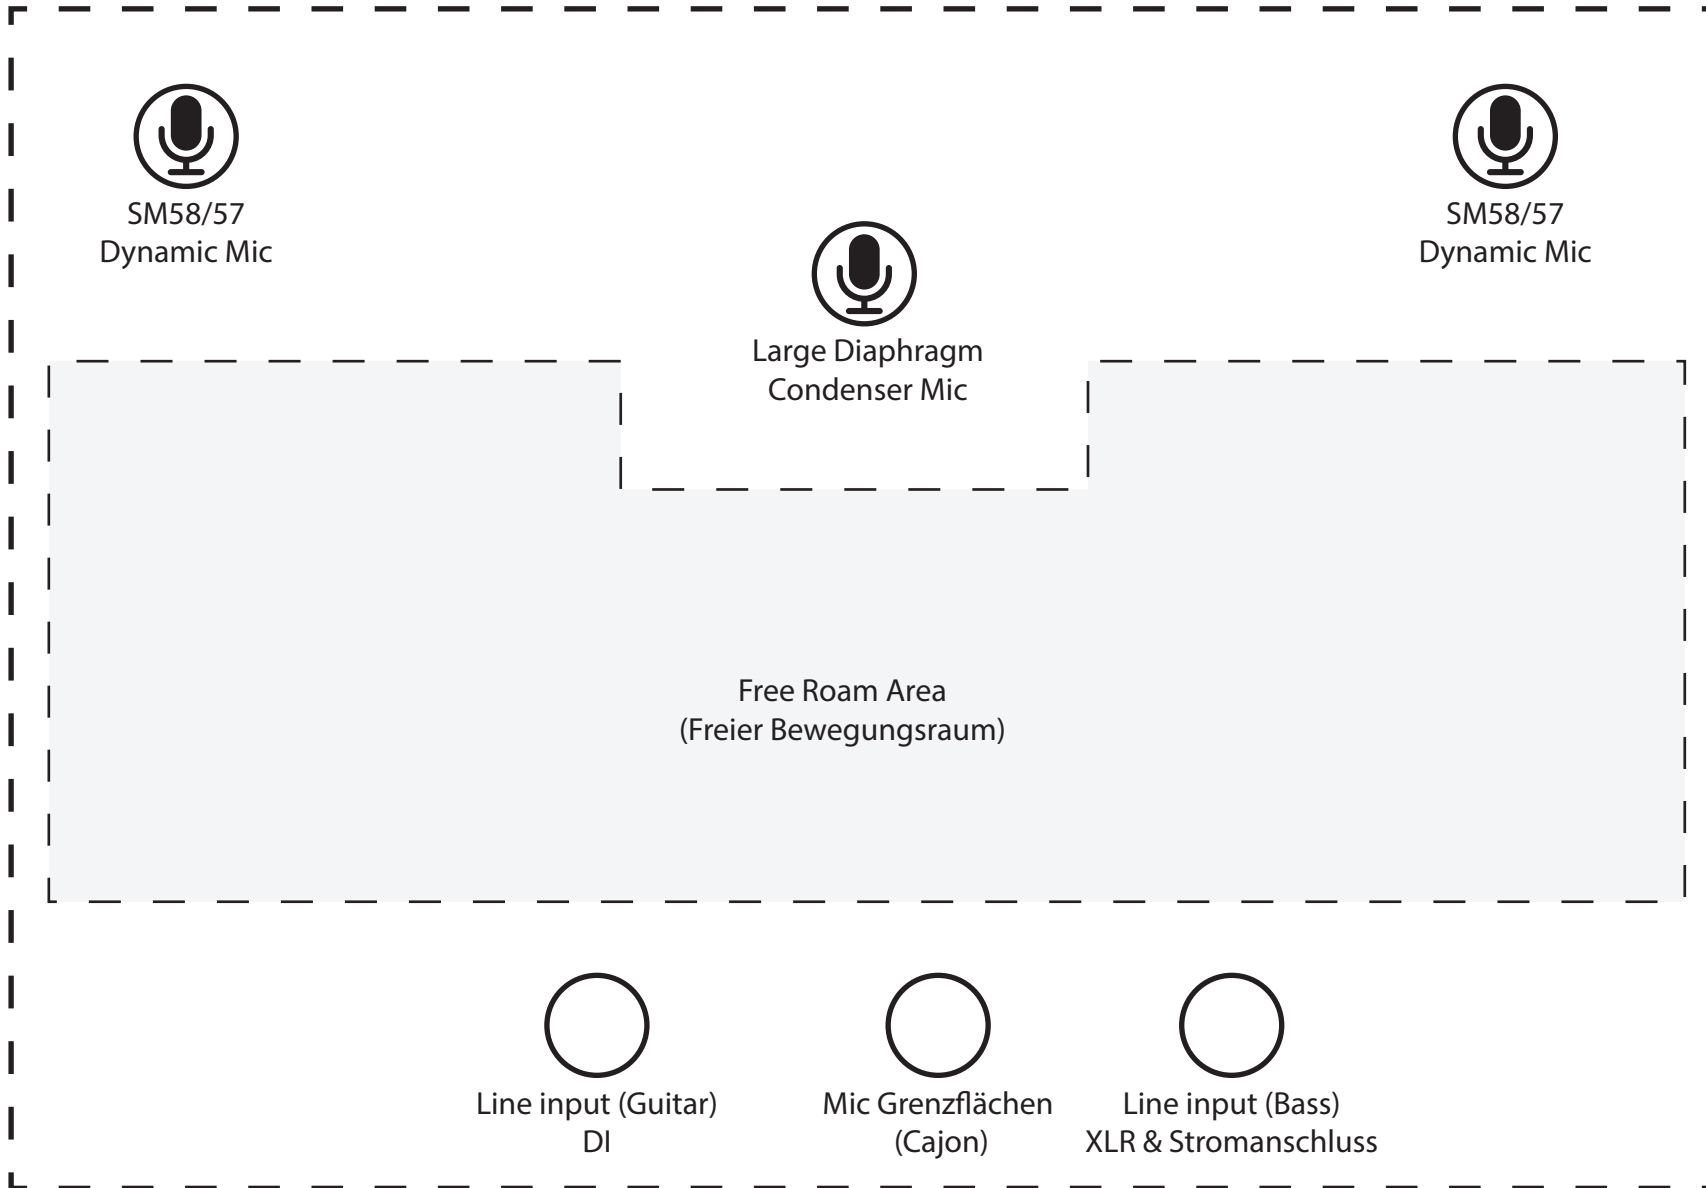 SM58/57
Dynamic Mic
SM58/57
Dynamic Mic
Large Diaphragm
Condenser Mic
Free Roam Area
(Freier Bewegungsraum)
Line input (Guitar)
DI
Mic Grenzflächen
(Cajon)
Line input (Bass)
XLR & Stromanschluss